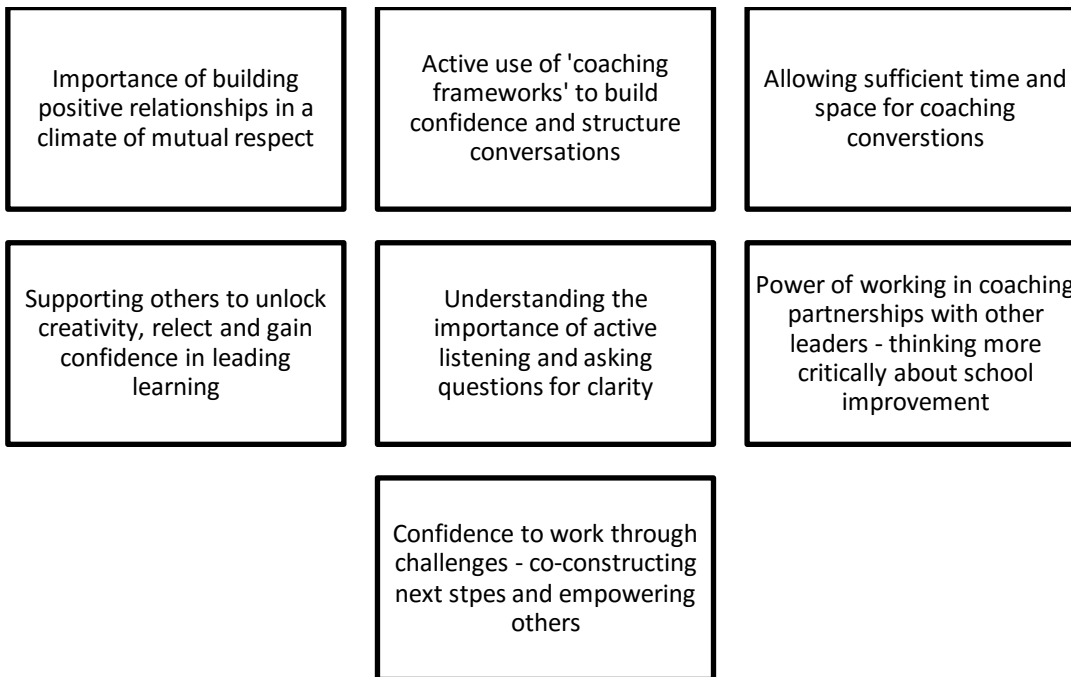 Importance of building
positive relationships in a
climate of mutual respect
Active use of 'coaching
frameworks' to build
confidence and structure
conversations
Allowing sufficient time and
space for coaching
converstions
Supporting others to unlock
creativity, relect and gain
confidence in leading
learning
Understanding the
importance of active
listening and asking
questions for clarity
Power of working in coaching
partnerships with other
leaders - thinking more
critically about school
improvement
Confidence to work through
challenges - co-constructing
next stpes and empowering
others